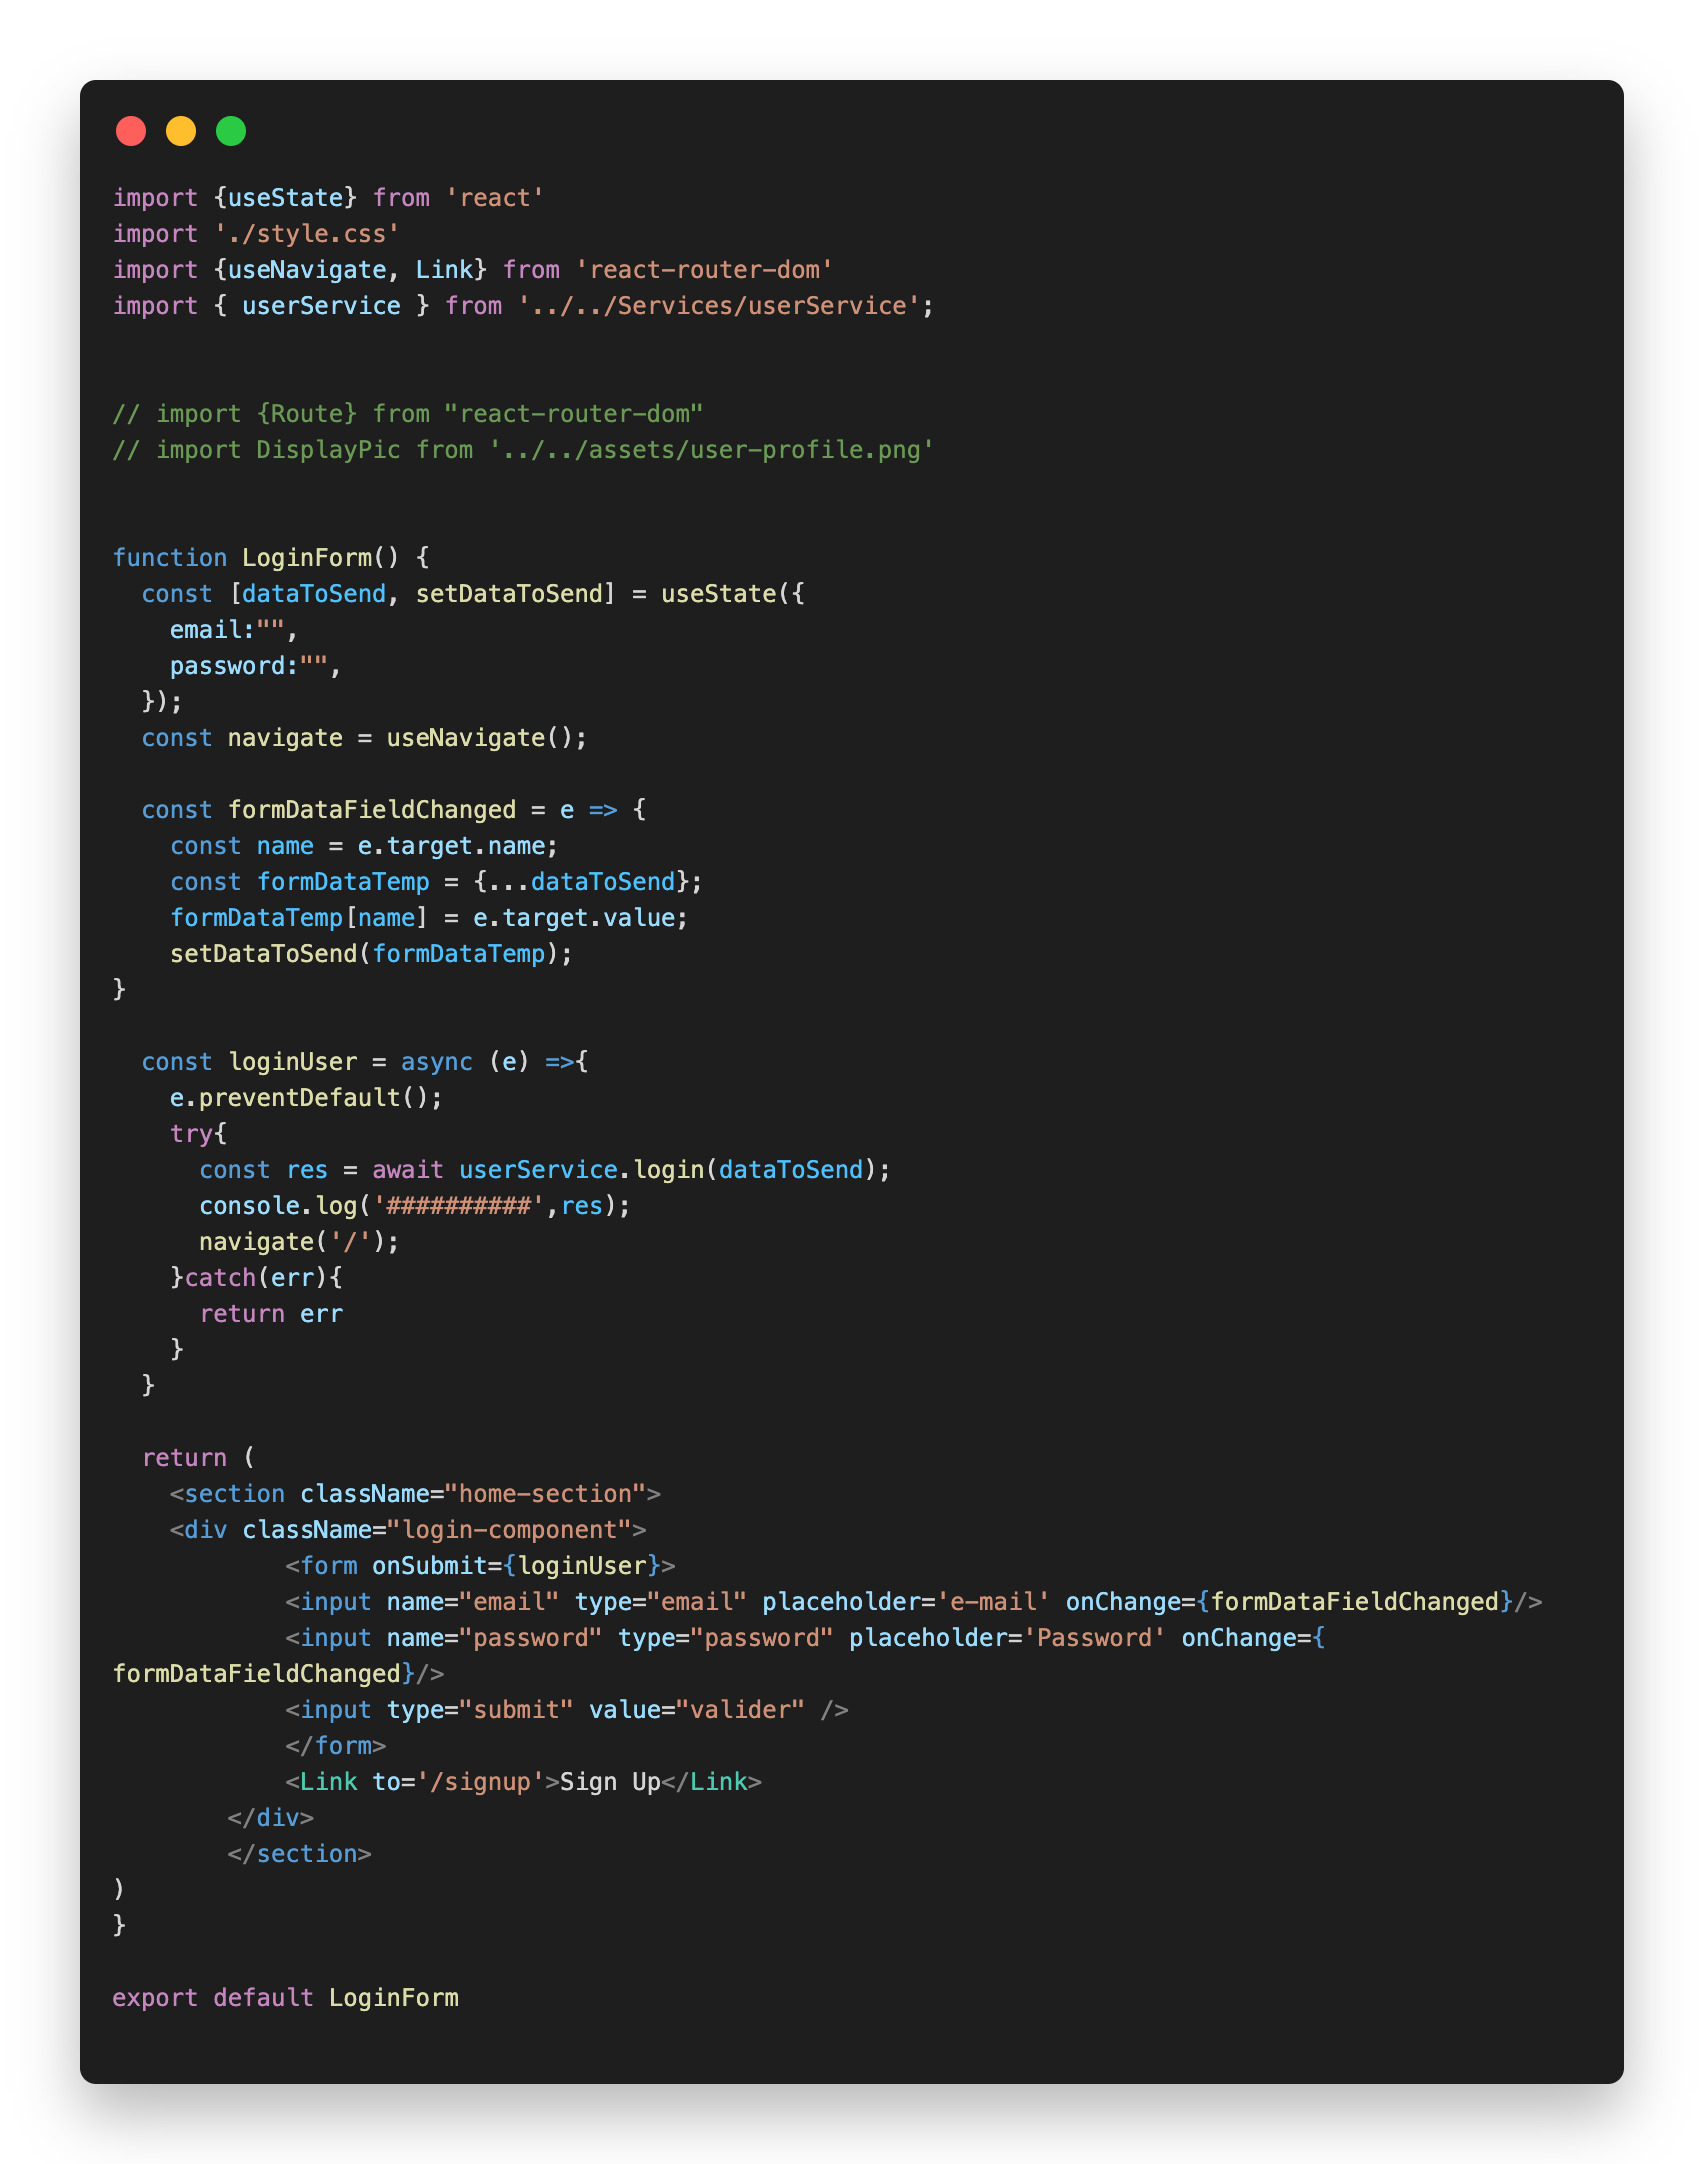 import {useState} from 'react'
import './style.css'
import {useNavigate, Link} from 'react-router-dom'
import { userService } from '../../Services/userService';
// import {Route} from "react-router-dom"
// import DisplayPic from '../../assets/user-profile.png'
function LoginForm() {
  const [dataToSend, setDataToSend] = useState({
    email:"",
    password:"",
  });
  const navigate = useNavigate();
  const formDataFieldChanged = e => {
    const name = e.target.name;
    const formDataTemp = {...dataToSend};
    formDataTemp[name] = e.target.value;
    setDataToSend(formDataTemp);
}
  const loginUser = async (e) =>{
    e.preventDefault();
    try{
      const res = await userService.login(dataToSend);
      console.log('##########',res);
      navigate('/');
    }catch(err){
      return err
    }
  }
  return (
    <section className="home-section">
    <div className="login-component">
            <form onSubmit={loginUser}>
            <input name="email" type="email" placeholder='e-mail' onChange={formDataFieldChanged}/>
            <input name="password" type="password" placeholder='Password' onChange={
formDataFieldChanged}/>
            <input type="submit" value="valider" />
            </form>
            <Link to='/signup'>Sign Up</Link>
        </div>
        </section>
)
}
export default LoginForm